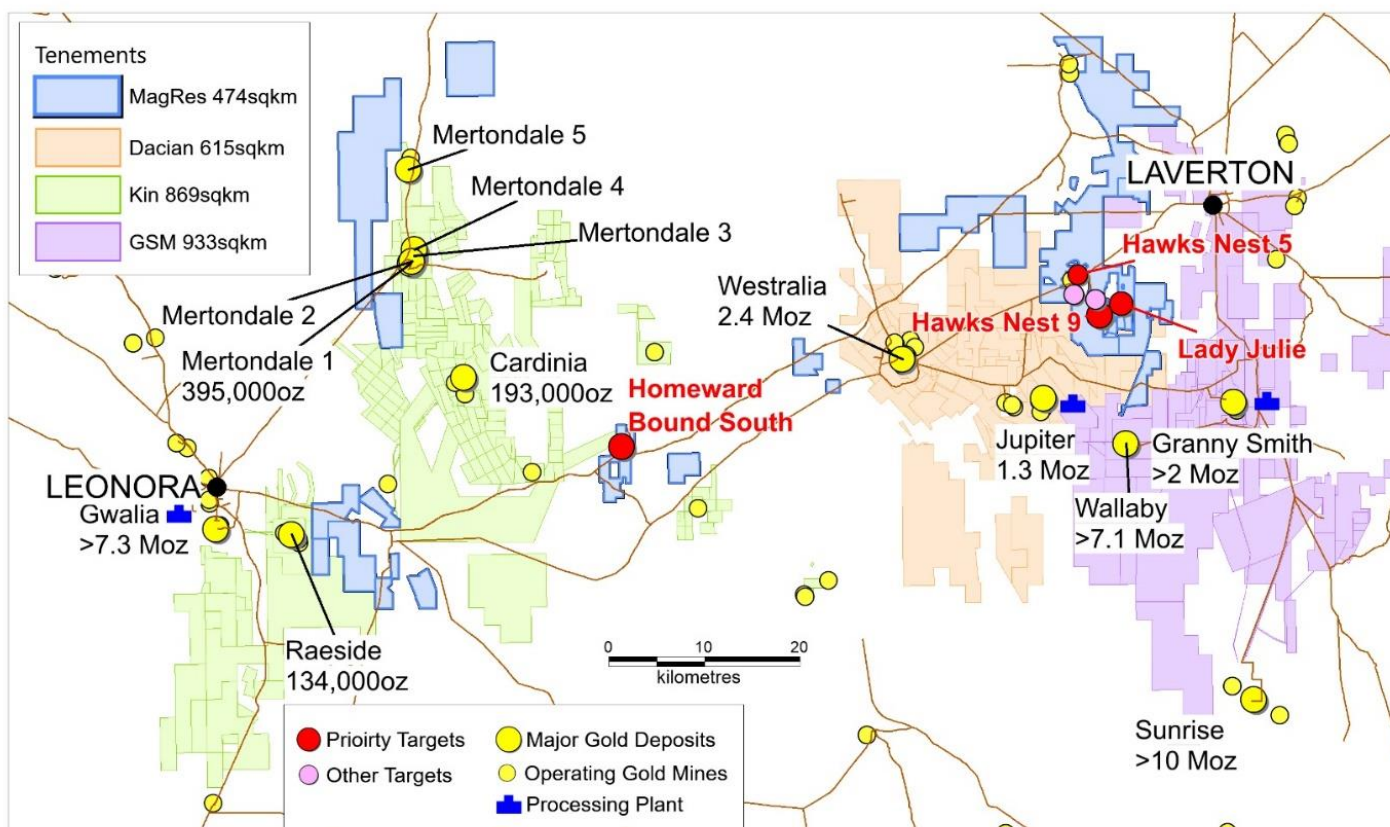 Tenements
MagRes 474sqkm
Dacian 615sqkm
Kin 869sqkm
GSM 933sqkm
Mertondale 5
Mertondale 4
Mertondale 3
Mertondale 2
Mertondale 1
395,000oz
Cardinia
193,000oz
Homeward
Bound South
LEONORA
Gwalia
>7.3 Moz
Raeside
134,000oz
Westralia
2.4 Moz
LAVERTON
Hawks Nest 5
Hawks Nest 9
Lady Julie
Jupiter
1.3 Moz
Granny Smith
>2 Moz
Wallaby
>7.1 Moz
Sunrise
>10 Moz
0 10 20
kilometres
Prioirty Targets
Other Targets
Major Gold Deposits
Operating Gold Mines
Processing Plant